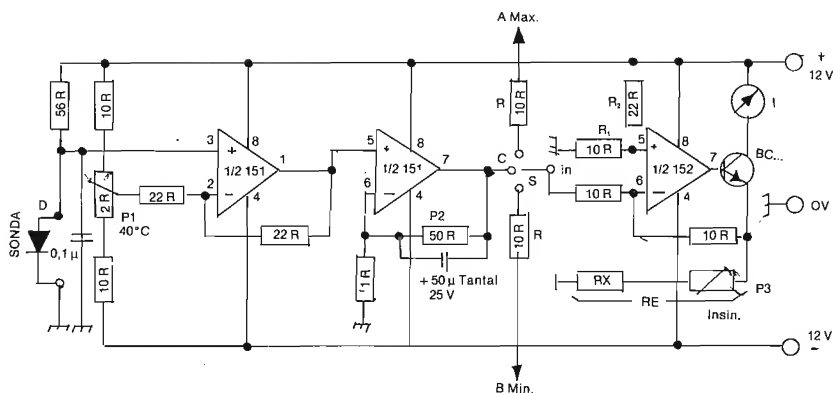 A Max.
+
12 V
56 R
10 R
R
10 R
R₂
22 R
I
3
+
8
1/2 151
1
2
−
4
5
+
8
1/2 151
7
6
−
4
C
S
in
R₁
10 R
10 R
5
+
8
1/2 152
7
6
−
4
BC...
0V
SONDA
D
0,1 µ
2 R
P1
40°C
22 R
22 R
10 R
P2
50 R
+ 50 µ Tantal
25 V
1 R
R
10 R
10 R
RX
P3
RE
Insin.
12 V
−
B Min.